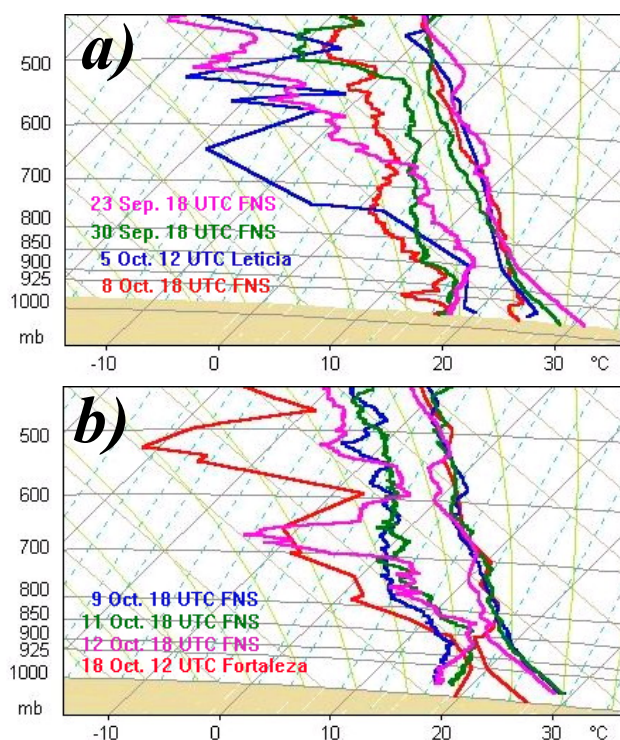 a)
500
600
700
800
850
900
925
1000
mb
23 Sep. 18 UTC FNS
30 Sep. 18 UTC FNS
5 Oct. 12 UTC Leticia
8 Oct. 18 UTC FNS
-10 0 10 20 30 °C
b)
500
600
700
800
850
900
925
1000
mb
9 Oct. 18 UTC FNS
11 Oct. 18 UTC FNS
12 Oct. 18 UTC FNS
18 Oct. 12 UTC Fortaleza
-10 0 10 20 30 °C